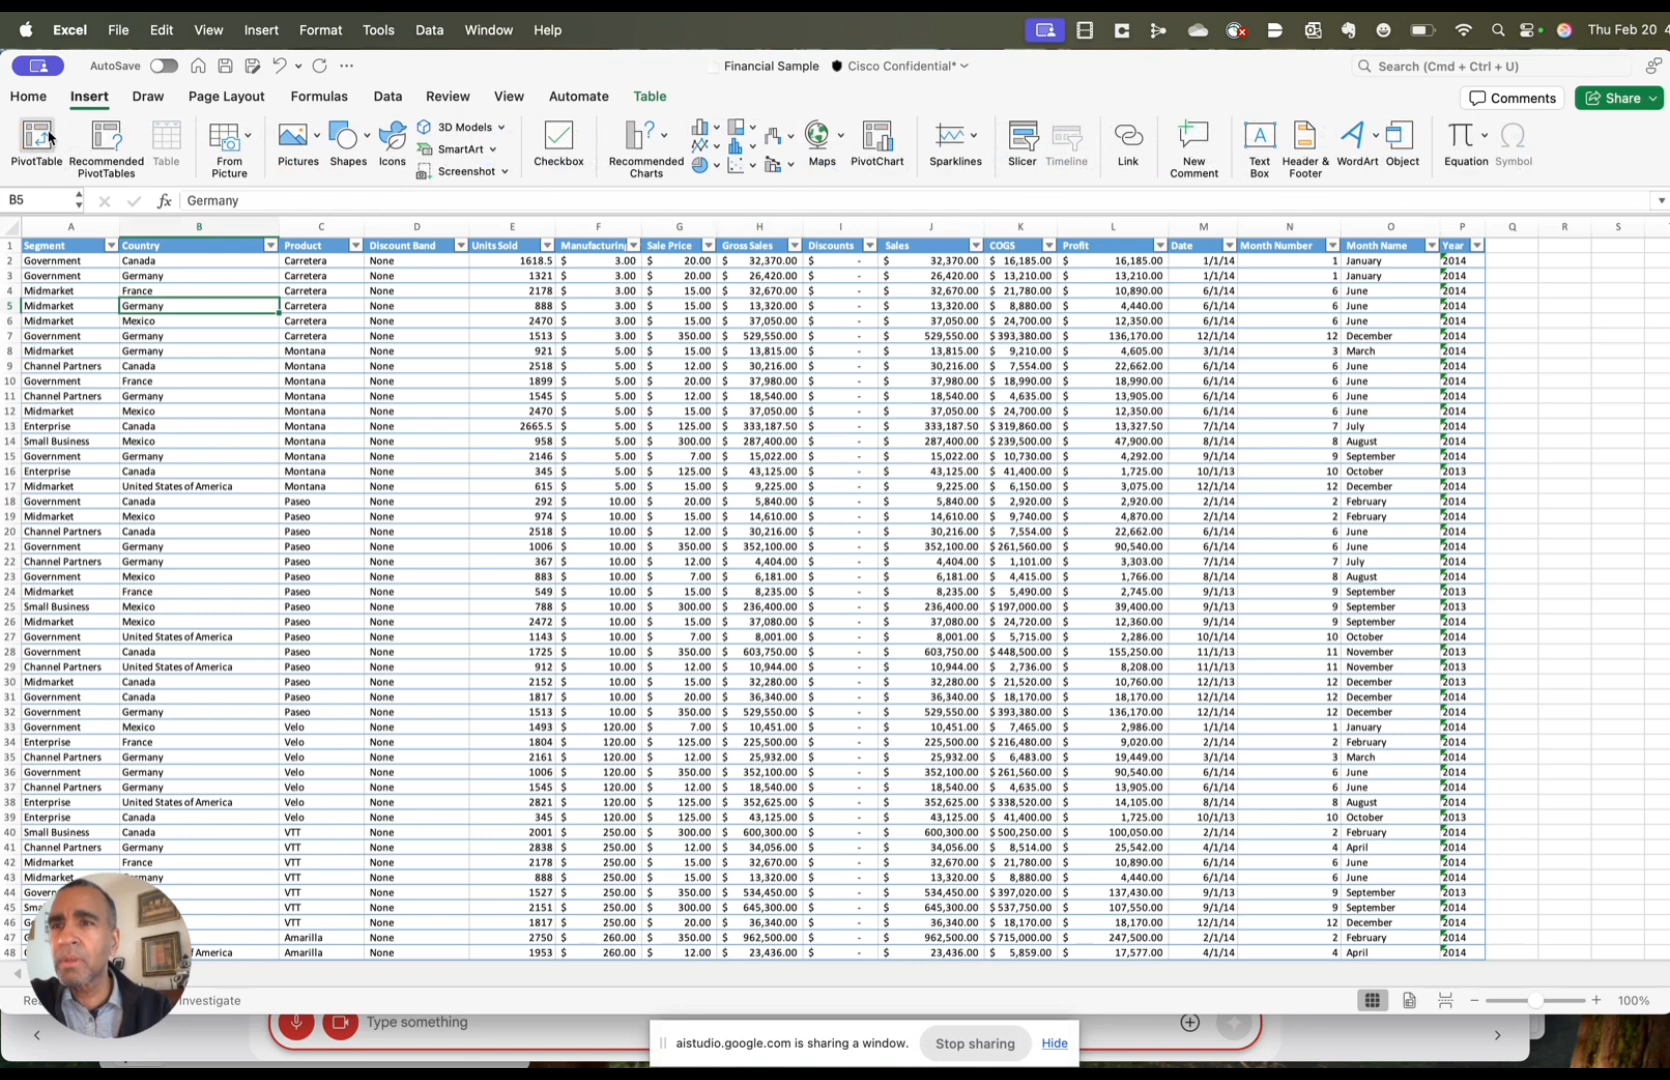 Excel File Edit View Insert Format Tools Data Window Help Thu Feb 20 4
AutoSave Financial Sample Cisco Confidential* Search (Cmd + Ctrl + U)
Home Insert Draw Page Layout Formulas Data Review View Automate Table Comments Share
PivotTable Recommended PivotTables Table From Picture Pictures Shapes Icons 3D Models SmartArt Screenshot Checkbox Recommended Charts Maps PivotChart Sparklines Slicer Timeline Link New Comment Text Box Header & Footer WordArt Object Equation Symbol
B5 fx Germany
A B C D E F G H I J K L M N O P Q R S
1 Segment Country Product Discount Band Units Sold Manufacturing Sale Price Gross Sales Discounts Sales COGS Profit Date Month Number Month Name Year
2 Government Canada Carretera None 1618.5 $ 3.00 $ 20.00 $ 32,370.00 $ - $ 32,370.00 $ 16,185.00 $ 16,185.00 1/1/14 1 January 2014
3 Government Germany Carretera None 1321 $ 3.00 $ 20.00 $ 26,420.00 $ - $ 26,420.00 $ 13,210.00 $ 13,210.00 1/1/14 1 January 2014
4 Midmarket France Carretera None 2178 $ 3.00 $ 15.00 $ 32,670.00 $ - $ 32,670.00 $ 21,780.00 $ 10,890.00 6/1/14 6 June 2014
5 Midmarket Germany Carretera None 888 $ 3.00 $ 15.00 $ 13,320.00 $ - $ 13,320.00 $ 8,880.00 $ 4,440.00 6/1/14 6 June 2014
6 Midmarket Mexico Carretera None 2470 $ 3.00 $ 15.00 $ 37,050.00 $ - $ 37,050.00 $ 24,700.00 $ 12,350.00 6/1/14 6 June 2014
7 Government Germany Carretera None 1513 $ 3.00 $ 350.00 $ 529,550.00 $ - $ 529,550.00 $ 393,380.00 $ 136,170.00 12/1/14 12 December 2014
8 Midmarket Germany Montana None 921 $ 5.00 $ 15.00 $ 13,815.00 $ - $ 13,815.00 $ 9,210.00 $ 4,605.00 3/1/14 3 March 2014
9 Channel Partners Canada Montana None 2518 $ 5.00 $ 12.00 $ 30,216.00 $ - $ 30,216.00 $ 7,554.00 $ 22,662.00 6/1/14 6 June 2014
10 Government France Montana None 1899 $ 5.00 $ 20.00 $ 37,980.00 $ - $ 37,980.00 $ 18,990.00 $ 18,990.00 6/1/14 6 June 2014
11 Channel Partners Germany Montana None 1545 $ 5.00 $ 12.00 $ 18,540.00 $ - $ 18,540.00 $ 4,635.00 $ 13,905.00 6/1/14 6 June 2014
12 Midmarket Mexico Montana None 2470 $ 5.00 $ 15.00 $ 37,050.00 $ - $ 37,050.00 $ 24,700.00 $ 12,350.00 6/1/14 6 June 2014
13 Enterprise Canada Montana None 2665.5 $ 5.00 $ 125.00 $ 333,187.50 $ - $ 333,187.50 $ 319,860.00 $ 13,327.50 7/1/14 7 July 2014
14 Small Business Mexico Montana None 958 $ 5.00 $ 300.00 $ 287,400.00 $ - $ 287,400.00 $ 239,500.00 $ 47,900.00 8/1/14 8 August 2014
15 Government Germany Montana None 2146 $ 5.00 $ 7.00 $ 15,022.00 $ - $ 15,022.00 $ 10,730.00 $ 4,292.00 9/1/14 9 September 2014
16 Enterprise Canada Montana None 345 $ 5.00 $ 125.00 $ 43,125.00 $ - $ 43,125.00 $ 41,400.00 $ 1,725.00 10/1/13 10 October 2013
17 Midmarket United States of America Montana None 615 $ 5.00 $ 15.00 $ 9,225.00 $ - $ 9,225.00 $ 6,150.00 $ 3,075.00 12/1/14 12 December 2014
18 Government Canada Paseo None 292 $ 10.00 $ 20.00 $ 5,840.00 $ - $ 5,840.00 $ 2,920.00 $ 2,920.00 2/1/14 2 February 2014
19 Midmarket Mexico Paseo None 974 $ 10.00 $ 15.00 $ 14,610.00 $ - $ 14,610.00 $ 9,740.00 $ 4,870.00 2/1/14 2 February 2014
20 Channel Partners Canada Paseo None 2518 $ 10.00 $ 12.00 $ 30,216.00 $ - $ 30,216.00 $ 7,554.00 $ 22,662.00 6/1/14 6 June 2014
21 Government Germany Paseo None 1006 $ 10.00 $ 350.00 $ 352,100.00 $ - $ 352,100.00 $ 261,560.00 $ 90,540.00 6/1/14 6 June 2014
22 Channel Partners Germany Paseo None 367 $ 10.00 $ 12.00 $ 4,404.00 $ - $ 4,404.00 $ 1,101.00 $ 3,303.00 7/1/14 7 July 2014
23 Government Mexico Paseo None 883 $ 10.00 $ 7.00 $ 6,181.00 $ - $ 6,181.00 $ 4,415.00 $ 1,766.00 8/1/14 8 August 2014
24 Midmarket France Paseo None 549 $ 10.00 $ 15.00 $ 8,235.00 $ - $ 8,235.00 $ 5,490.00 $ 2,745.00 9/1/13 9 September 2013
25 Small Business Mexico Paseo None 788 $ 10.00 $ 300.00 $ 236,400.00 $ - $ 236,400.00 $ 197,000.00 $ 39,400.00 9/1/13 9 September 2013
26 Midmarket Mexico Paseo None 2472 $ 10.00 $ 15.00 $ 37,080.00 $ - $ 37,080.00 $ 24,720.00 $ 12,360.00 9/1/14 9 September 2014
27 Government United States of America Paseo None 1143 $ 10.00 $ 7.00 $ 8,001.00 $ - $ 8,001.00 $ 5,715.00 $ 2,286.00 10/1/14 10 October 2014
28 Government Canada Paseo None 1725 $ 10.00 $ 350.00 $ 603,750.00 $ - $ 603,750.00 $ 448,500.00 $ 155,250.00 11/1/13 11 November 2013
29 Channel Partners United States of America Paseo None 912 $ 10.00 $ 12.00 $ 10,944.00 $ - $ 10,944.00 $ 2,736.00 $ 8,208.00 11/1/13 11 November 2013
30 Midmarket Canada Paseo None 2152 $ 10.00 $ 15.00 $ 32,280.00 $ - $ 32,280.00 $ 21,520.00 $ 10,760.00 12/1/13 12 December 2013
31 Government Canada Paseo None 1817 $ 10.00 $ 20.00 $ 36,340.00 $ - $ 36,340.00 $ 18,170.00 $ 18,170.00 12/1/14 12 December 2014
32 Government Germany Paseo None 1513 $ 10.00 $ 350.00 $ 529,550.00 $ - $ 529,550.00 $ 393,380.00 $ 136,170.00 12/1/14 12 December 2014
33 Government Mexico Velo None 1493 $ 120.00 $ 7.00 $ 10,451.00 $ - $ 10,451.00 $ 7,465.00 $ 2,986.00 1/1/14 1 January 2014
34 Enterprise France Velo None 1804 $ 120.00 $ 125.00 $ 225,500.00 $ - $ 225,500.00 $ 216,480.00 $ 9,020.00 2/1/14 2 February 2014
35 Channel Partners Germany Velo None 2161 $ 120.00 $ 12.00 $ 25,932.00 $ - $ 25,932.00 $ 6,483.00 $ 19,449.00 3/1/14 3 March 2014
36 Government Germany Velo None 1006 $ 120.00 $ 350.00 $ 352,100.00 $ - $ 352,100.00 $ 261,560.00 $ 90,540.00 6/1/14 6 June 2014
37 Channel Partners Germany Velo None 1545 $ 120.00 $ 12.00 $ 18,540.00 $ - $ 18,540.00 $ 4,635.00 $ 13,905.00 6/1/14 6 June 2014
38 Enterprise United States of America Velo None 2821 $ 120.00 $ 125.00 $ 352,625.00 $ - $ 352,625.00 $ 338,520.00 $ 14,105.00 8/1/14 8 August 2014
39 Enterprise Canada Velo None 345 $ 120.00 $ 125.00 $ 43,125.00 $ - $ 43,125.00 $ 41,400.00 $ 1,725.00 10/1/13 10 October 2013
40 Small Business Canada VTT None 2001 $ 250.00 $ 300.00 $ 600,300.00 $ - $ 600,300.00 $ 500,250.00 $ 100,050.00 2/1/14 2 February 2014
41 Channel Partners Germany VTT None 2838 $ 250.00 $ 12.00 $ 34,056.00 $ - $ 34,056.00 $ 8,514.00 $ 25,542.00 4/1/14 4 April 2014
42 Midmarket France VTT None 2178 $ 250.00 $ 15.00 $ 32,670.00 $ - $ 32,670.00 $ 21,780.00 $ 10,890.00 6/1/14 6 June 2014
43 Midmarket many VTT None 888 $ 250.00 $ 15.00 $ 13,320.00 $ - $ 13,320.00 $ 8,880.00 $ 4,440.00 6/1/14 6 June 2014
44 Govern VTT None 1527 $ 250.00 $ 350.00 $ 534,450.00 $ - $ 534,450.00 $ 397,020.00 $ 137,430.00 9/1/13 9 September 2013
45 Sma VTT None 2151 $ 250.00 $ 300.00 $ 645,300.00 $ - $ 645,300.00 $ 537,750.00 $ 107,550.00 9/1/14 9 September 2014
46 G VTT None 1817 $ 250.00 $ 20.00 $ 36,340.00 $ - $ 36,340.00 $ 18,170.00 $ 18,170.00 12/1/14 12 December 2014
47 Amarilla None 2750 $ 260.00 $ 350.00 $ 962,500.00 $ - $ 962,500.00 $ 715,000.00 $ 247,500.00 2/1/14 2 February 2014
48 f America Amarilla None 1953 $ 260.00 $ 12.00 $ 23,436.00 $ - $ 23,436.00 $ 5,859.00 $ 17,577.00 4/1/14 4 April 2014
Re Investigate 100%
Type something
aistudio.google.com is sharing a window. Stop sharing Hide